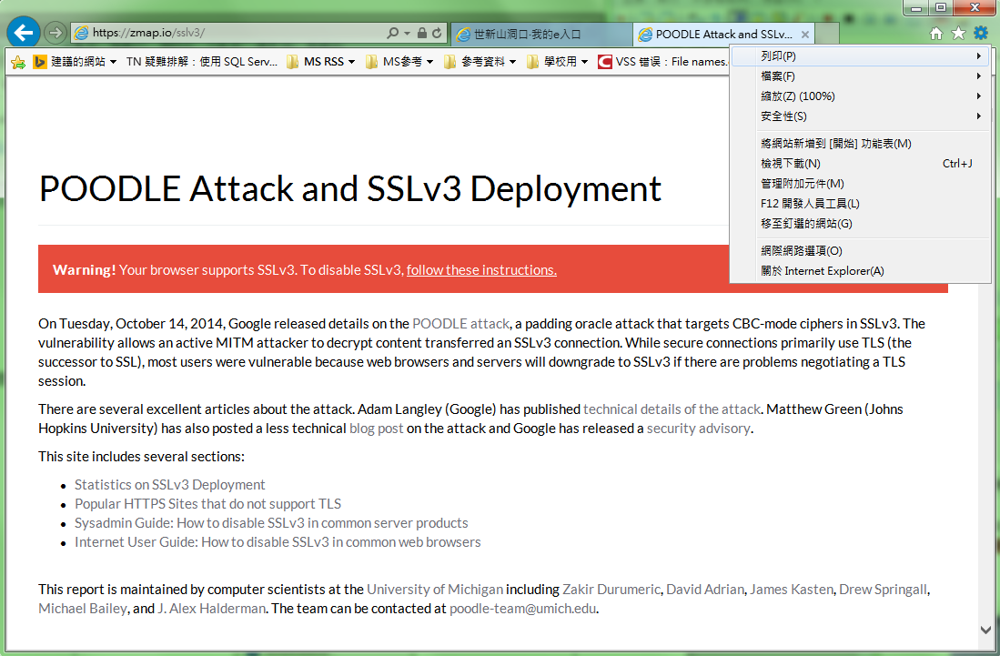 https://zmap.io/sslv3/
世新山洞口-我的e入口
POODLE Attack and SSLv...
建議的網站
TN 疑難排解：使用 SQL Serv...
MS RSS
MS參考
參考資料
學校用
VSS 错误：File names.
列印(P)
檔案(F)
縮放(Z) (100%)
安全性(S)
將網站新增到 [開始] 功能表(M)
檢視下載(N) Ctrl+J
管理附加元件(M)
F12 開發人員工具(L)
移至釘選的網站(G)
網際網路選項(O)
關於 Internet Explorer(A)
POODLE Attack and SSLv3 Deployment
Warning! Your browser supports SSLv3. To disable SSLv3, follow these instructions.
On Tuesday, October 14, 2014, Google released details on the POODLE attack, a padding oracle attack that targets CBC-mode ciphers in SSLv3. The
vulnerability allows an active MITM attacker to decrypt content transferred an SSLv3 connection. While secure connections primarily use TLS (the
successor to SSL), most users were vulnerable because web browsers and servers will downgrade to SSLv3 if there are problems negotiating a TLS
session.
There are several excellent articles about the attack. Adam Langley (Google) has published technical details of the attack. Matthew Green (Johns
Hopkins University) has also posted a less technical blog post on the attack and Google has released a security advisory.
This site includes several sections:
Statistics on SSLv3 Deployment
Popular HTTPS Sites that do not support TLS
Sysadmin Guide: How to disable SSLv3 in common server products
Internet User Guide: How to disable SSLv3 in common web browsers
This report is maintained by computer scientists at the University of Michigan including Zakir Durumeric, David Adrian, James Kasten, Drew Springall,
Michael Bailey, and J. Alex Halderman. The team can be contacted at poodle-team@umich.edu.